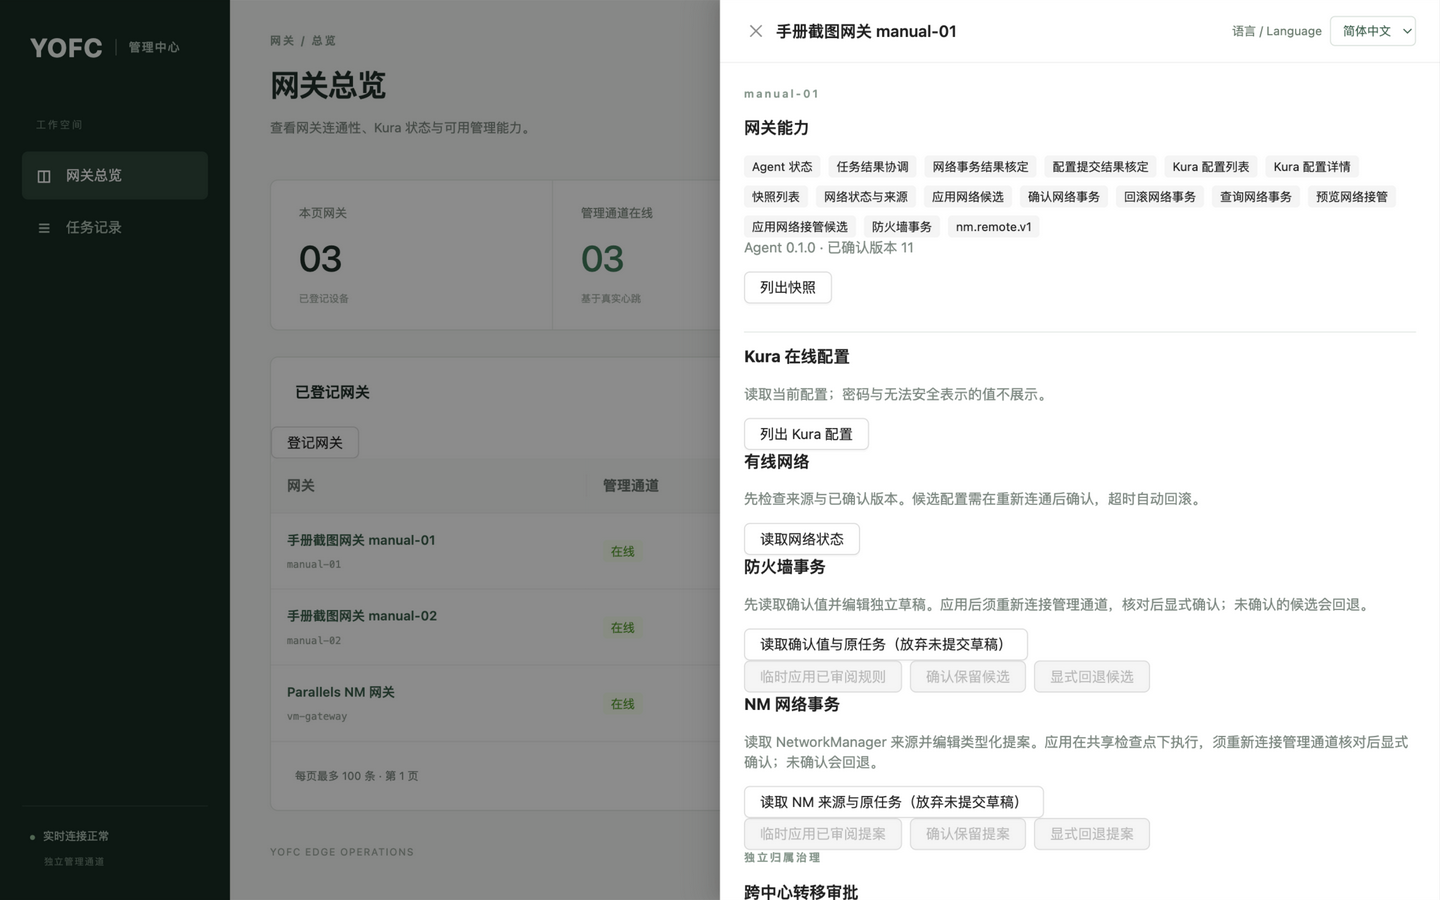 YOFC
管理中心
工作空间
网关总览
任务记录
实时连接正常
独立管理通道
网关 / 总览
网关总览
查看网关连通性、Kura 状态与可用管理能力。
本页网关
03
已登记设备
管理通道在线
03
基于真实心跳
已登记网关
登记网关
网关 管理通道
手册截图网关 manual-01
manual-01
在线
手册截图网关 manual-02
manual-02
在线
Parallels NM 网关
vm-gateway
在线
每页最多 100 条 · 第 1 页
YOFC EDGE OPERATIONS
手册截图网关 manual-01
语言 / Language 简体中文
manual-01
网关能力
Agent 状态 任务结果协调 网络事务结果核定 配置提交结果核定 Kura 配置列表 Kura 配置详情
快照列表 网络状态与来源 应用网络候选 确认网络事务 回滚网络事务 查询网络事务 预览网络接管
应用网络接管候选 防火墙事务 nm.remote.v1
Agent 0.1.0 · 已确认版本 11
列出快照
Kura 在线配置
读取当前配置；密码与无法安全表示的值不展示。
列出 Kura 配置
有线网络
先检查来源与已确认版本。候选配置需在重新连通后确认，超时自动回滚。
读取网络状态
防火墙事务
先读取确认值并编辑独立草稿。应用后须重新连接管理通道，核对后显式确认；未确认的候选会回退。
读取确认值与原任务（放弃未提交草稿）
临时应用已审阅规则 确认保留候选 显式回退候选
NM 网络事务
读取 NetworkManager 来源并编辑类型化提案。应用在共享检查点下执行，须重新连接管理通道核对后显式
确认；未确认会回退。
读取 NM 来源与原任务（放弃未提交草稿）
临时应用已审阅提案 确认保留提案 显式回退提案
独立归属治理
跨中心转移审批